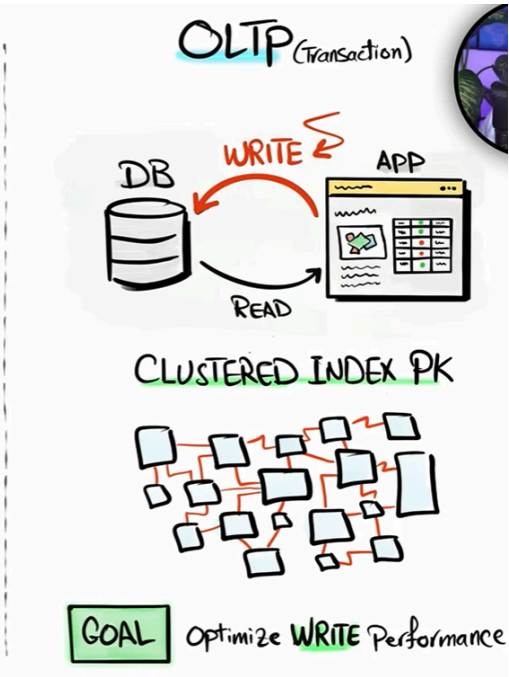 OLTP (Transaction)
WRITE
DB
APP
READ
CLUSTERED INDEX PK
GOAL Optimize WRITE Performance